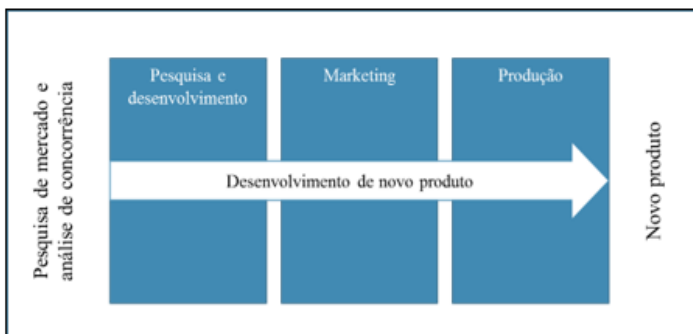 Pesquisa de mercado e
análise de concorrência
Pesquisa e
desenvolvimento
Marketing
Produção
Desenvolvimento de novo produto
Novo produto